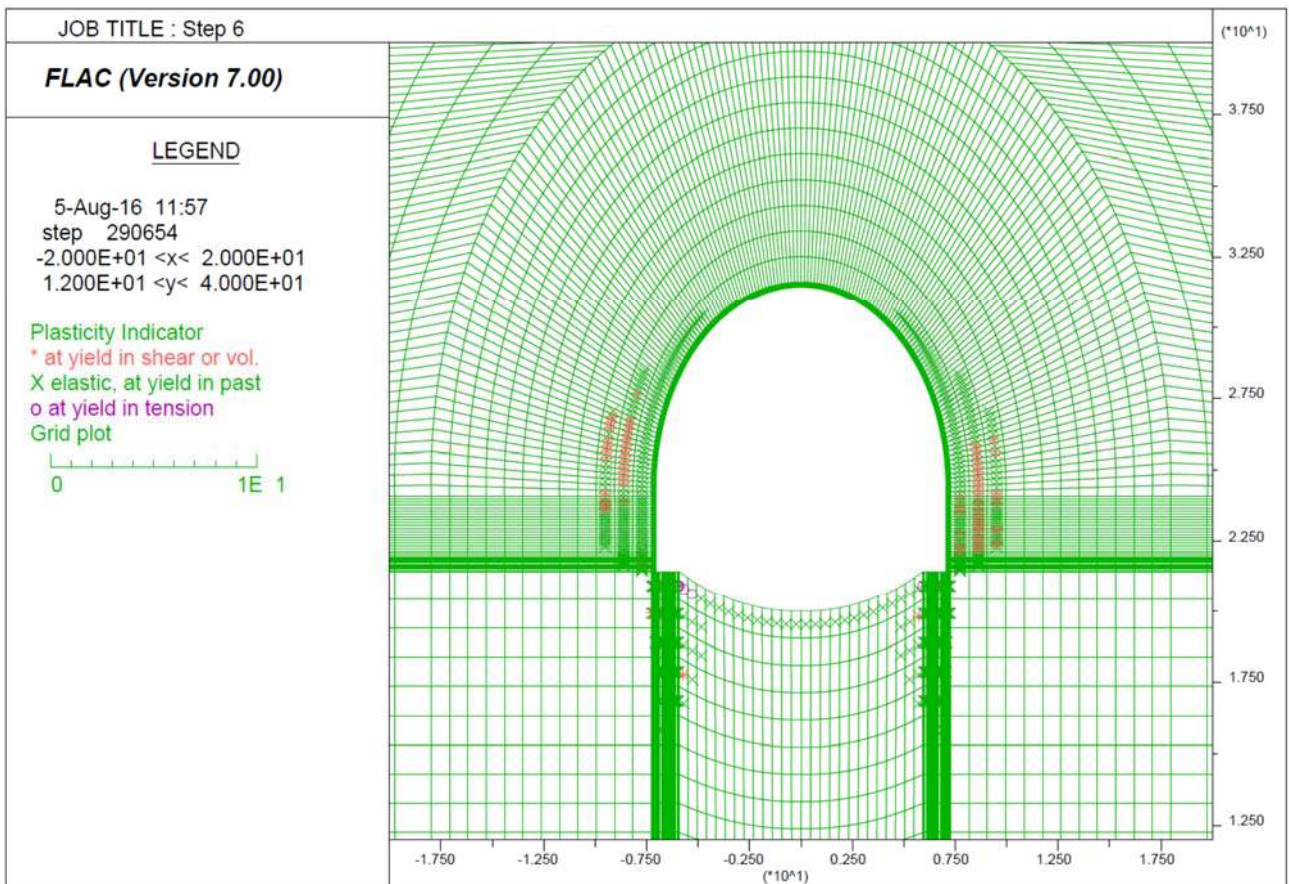 JOB TITLE : Step 6
FLAC (Version 7.00)
LEGEND
5-Aug-16 11:57
step 290654
-2.000E+01 <x< 2.000E+01
1.200E+01 <y< 4.000E+01
Plasticity Indicator
* at yield in shear or vol.
X elastic, at yield in past
o at yield in tension
Grid plot
0 1E 1
(*10^1)
3.750
3.250
2.750
2.250
1.750
1.250
-1.750 -1.250 -0.750 -0.250 0.250 0.750 1.250 1.750
(*10^1)